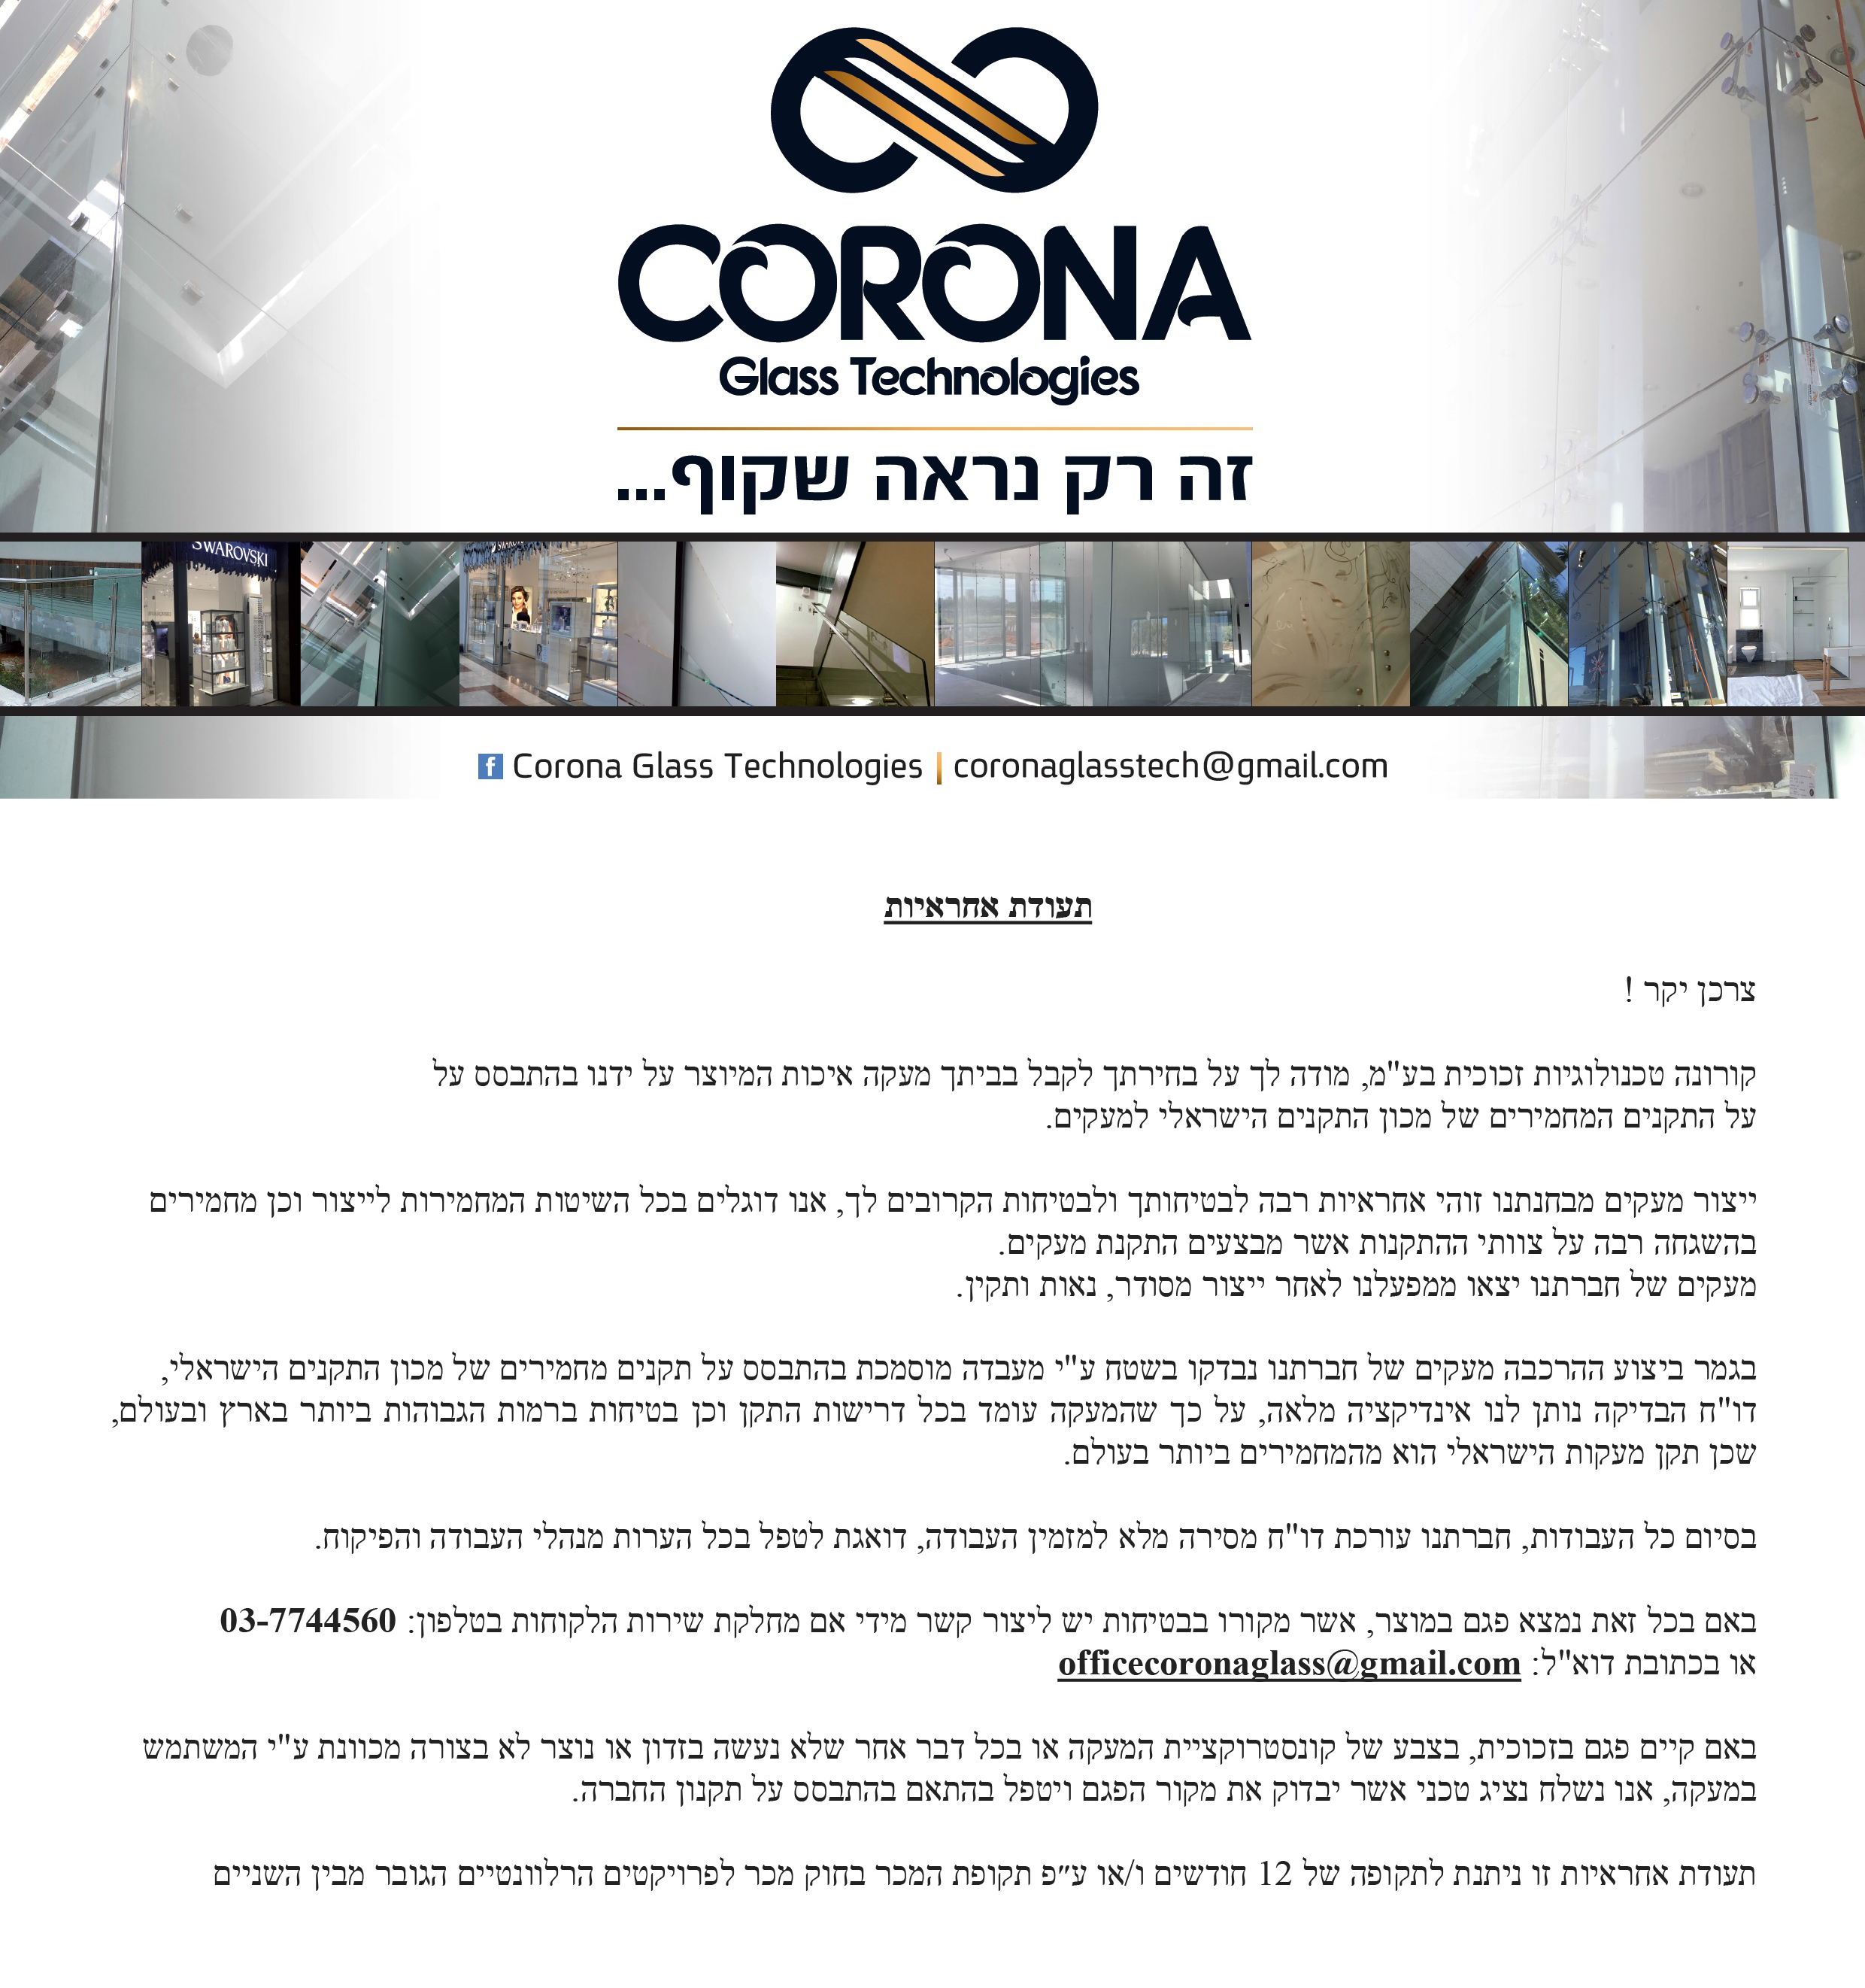 CORONA
Glass Technologies
זה רק נראה שקוף...
SWAROVSKI
Corona Glass Technologies | coronaglasstech@gmail.com
תעודת אחראיות
צרכן יקר !
קורונה טכנולוגיות זכוכית בע"מ, מודה לך על בחירתך לקבל בביתך מעקה איכות המיוצר על ידנו בהתבסס על
על התקנים המחמירים של מכון התקנים הישראלי למעקים.
ייצור מעקים מבחנתנו זוהי אחראיות רבה לבטיחותך ולבטיחות הקרובים לך, אנו דוגלים בכל השיטות המחמירות לייצור וכן מחמירים
בהשגחה רבה על צוותי ההתקנות אשר מבצעים התקנת מעקים.
מעקים של חברתנו יצאו ממפעלנו לאחר ייצור מסודר, נאות ותקין.
בגמר ביצוע ההרכבה מעקים של חברתנו נבדקו בשטח ע"י מעבדה מוסמכת בהתבסס על תקנים מחמירים של מכון התקנים הישראלי,
דו"ח הבדיקה נותן לנו אינדיקציה מלאה, על כך שהמעקה עומד בכל דרישות התקן וכן בטיחות ברמות הגבוהות ביותר בארץ ובעולם,
שכן תקן מעקות הישראלי הוא מהמחמירים ביותר בעולם.
בסיום כל העבודות, חברתנו עורכת דו"ח מסירה מלא למזמין העבודה, דואגת לטפל בכל הערות מנהלי העבודה והפיקוח.
באם בכל זאת נמצא פגם במוצר, אשר מקורו בבטיחות יש ליצור קשר מידי אם מחלקת שירות הלקוחות בטלפון: 03-7744560
או בכתובת דוא"ל: officecoronaglass@gmail.com
באם קיים פגם בזכוכית, בצבע של קונסטרוקציית המעקה או בכל דבר אחר שלא נעשה בזדון או נוצר לא בצורה מכוונת ע"י המשתמש
במעקה, אנו נשלח נציג טכני אשר יבדוק את מקור הפגם ויטפל בהתאם בהתבסס על תקנון החברה.
תעודת אחראיות זו ניתנת לתקופה של 12 חודשים ו/או ע״פ תקופת המכר בחוק מכר לפרויקטים הרלוונטיים הגובר מבין השניים